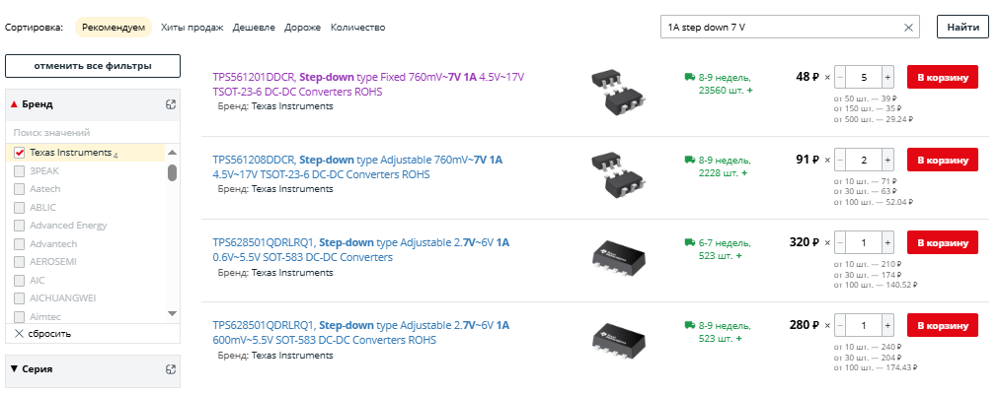 Сортировка: Рекомендуем Хиты продаж Дешевле Дороже Количество
1A step down 7 V
Найти
отменить все фильтры
Бренд
Поиск значений
Texas Instruments 4
3PEAK
Aatech
ABLIC
Advanced Energy
Advantech
AEROSEMI
AIC
AICHUANGWEI
Aimtec
сбросить
Серия
TPS561201DDCR, Step-down type Fixed 760mV~7V 1A 4.5V~17V
TSOT-23-6 DC-DC Converters ROHS
Бренд: Texas Instruments
8-9 недель,
23560 шт. +
48 ₽ × – 5 + В корзину
от 50 шт. — 39 ₽
от 150 шт. — 35 ₽
от 500 шт. — 29.24 ₽
TPS561208DDCR, Step-down type Adjustable 760mV~7V 1A
4.5V~17V TSOT-23-6 DC-DC Converters ROHS
Бренд: Texas Instruments
8-9 недель,
2228 шт. +
91 ₽ × – 2 + В корзину
от 10 шт. — 71 ₽
от 30 шт. — 63 ₽
от 100 шт. — 52.04 ₽
TPS628501QDRLRQ1, Step-down type Adjustable 2.7V~6V 1A
0.6V~5.5V SOT-583 DC-DC Converters
Бренд: Texas Instruments
6-7 недель,
523 шт. +
320 ₽ × – 1 + В корзину
от 10 шт. — 210 ₽
от 30 шт. — 174 ₽
от 100 шт. — 140.52 ₽
TPS628501QDRLRQ1, Step-down type Adjustable 2.7V~6V 1A
600mV~5.5V SOT-583 DC-DC Converters ROHS
Бренд: Texas Instruments
8-9 недель,
523 шт. +
280 ₽ × – 1 + В корзину
от 10 шт. — 240 ₽
от 30 шт. — 204 ₽
от 100 шт. — 174.43 ₽